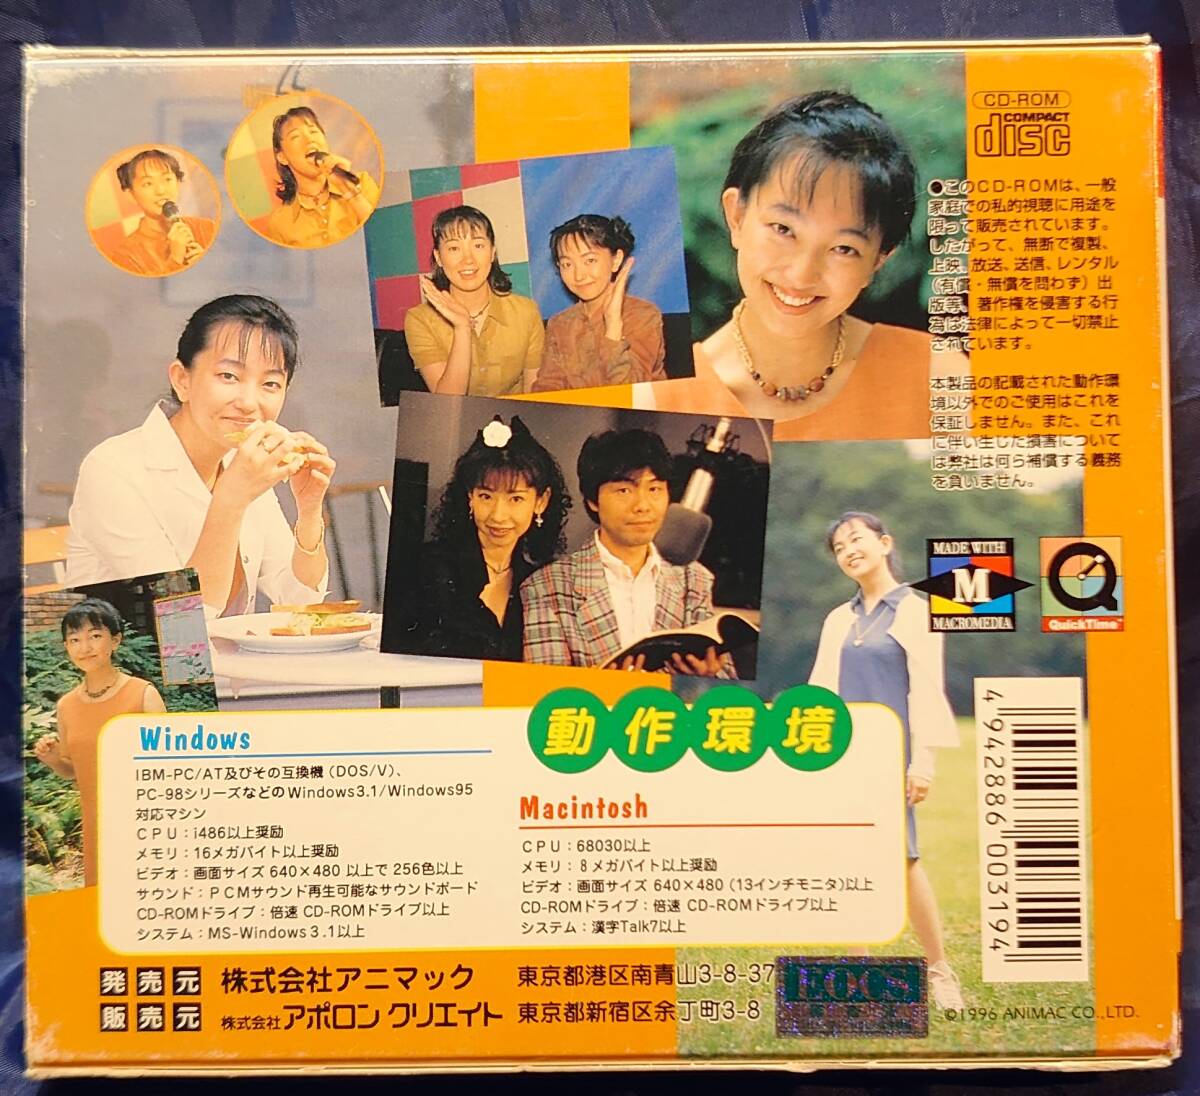 CD-ROM
COMPACT
disc
●このCD-ROMは、一般
家庭での私的視聴に用途を
限って販売されています。
したがって、無断で複製、
上映、放送、送信、レンタル
(有償・無償を問わず)出
版等、著作権を侵害する行
為は法律によって一切禁止
されています。
本製品の記載された動作環
境以外でのご使用はこれを
保証しません。また、これ
に伴い生じた損害について
は弊社は何ら補償する義務
を負いません。
MADE WITH
M
MACROMEDIA
QuickTime™
動作環境
Windows
IBM-PC/AT及びその互換機(DOS/V)、
PC-98シリーズなどのWindows3.1/Windows95
対応マシン
CPU:i486以上奨励
メモリ:16メガバイト以上奨励
ビデオ:画面サイズ 640×480 以上で 256色以上
サウンド:PCMサウンド再生可能なサウンドボード
CD-ROMドライブ:倍速 CD-ROMドライブ以上
システム:MS-Windows3.1以上
Macintosh
CPU:68030以上
メモリ:8メガバイト以上奨励
ビデオ:画面サイズ 640×480(13インチモニタ)以上
CD-ROMドライブ:倍速 CD-ROMドライブ以上
システム:漢字Talk7以上
4 942886 003194
発売元 株式会社アニマック 東京都港区南青山3-8-37
販売元 株式会社アポロン クリエイト 東京都新宿区余丁町3-8
©1996 ANIMAC CO.,LTD.